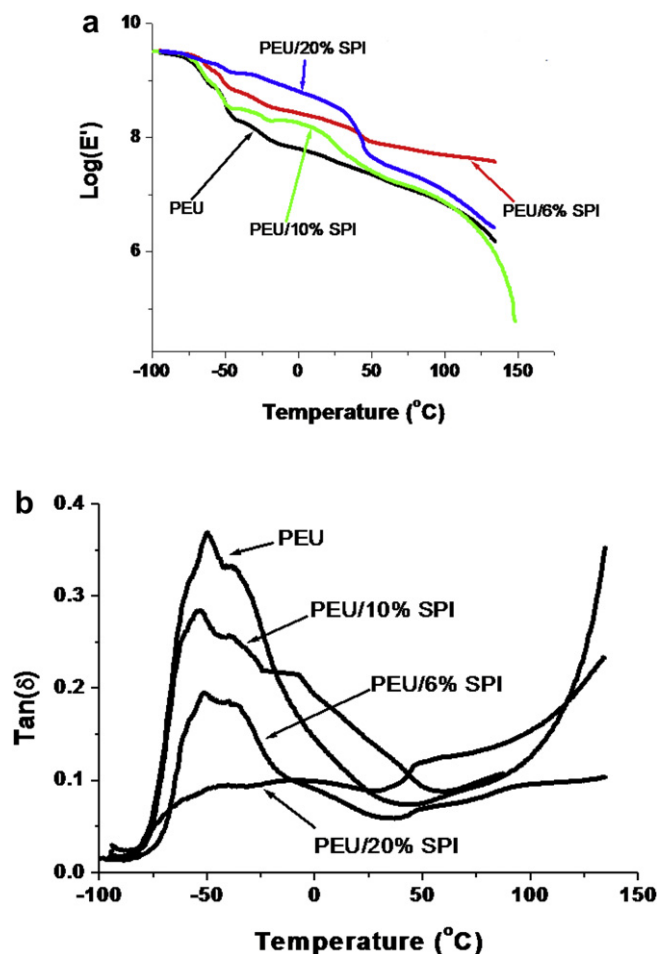 a
10
8
6
Log(E')
PEU/20% SPI
PEU
PEU/10% SPI
PEU/6% SPI
-100 -50 0 50 100 150
Temperature (°C)
b
0.4
0.3
0.2
0.1
0.0
Tan(δ)
PEU
PEU/10% SPI
PEU/6% SPI
PEU/20% SPI
-100 -50 0 50 100 150
Temperature (°C)